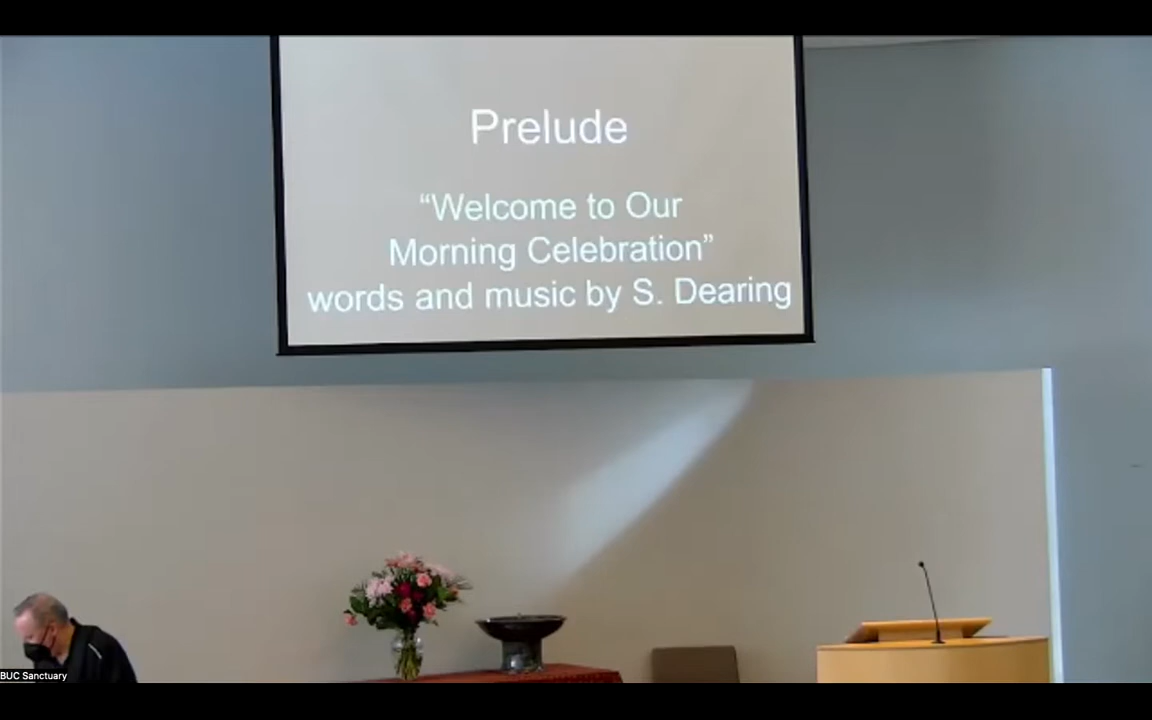 Prelude
“Welcome to Our
Morning Celebration”
words and music by S. Dearing
BUC Sanctuary